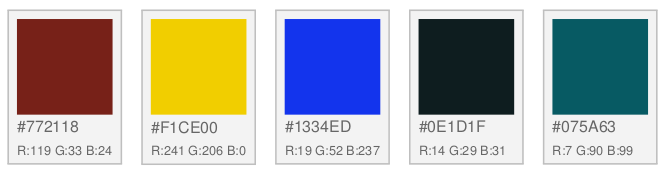 #772118
R:119 G:33 B:24
#F1CE00
R:241 G:206 B:0
#1334ED
R:19 G:52 B:237
#0E1D1F
R:14 G:29 B:31
#075A63
R:7 G:90 B:99